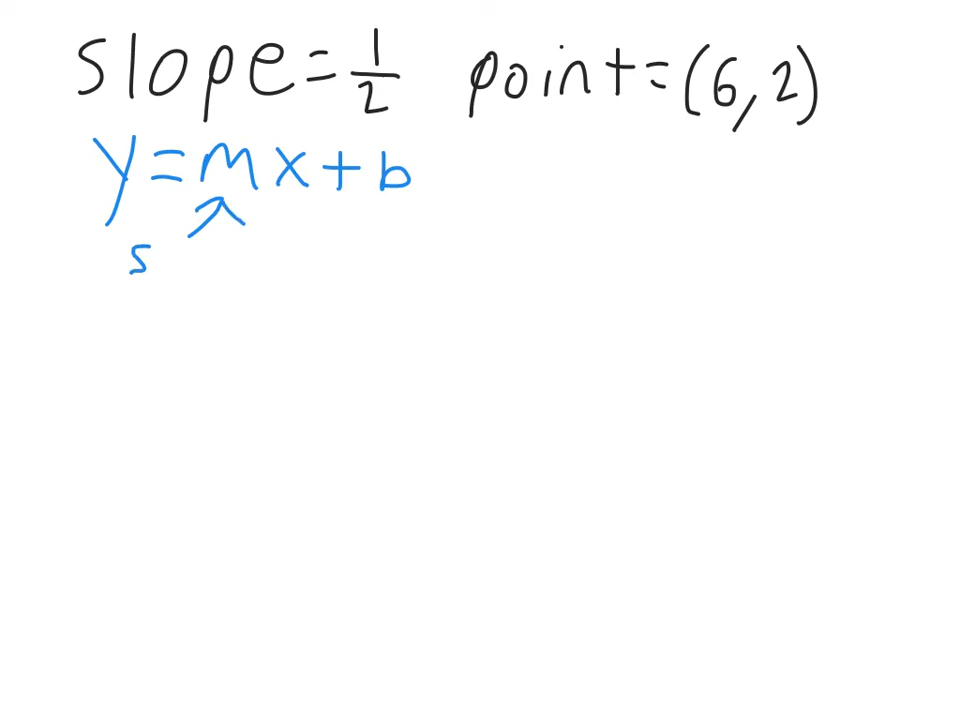 slope = 1/2 point = (6, 2)
y = mx + b
s